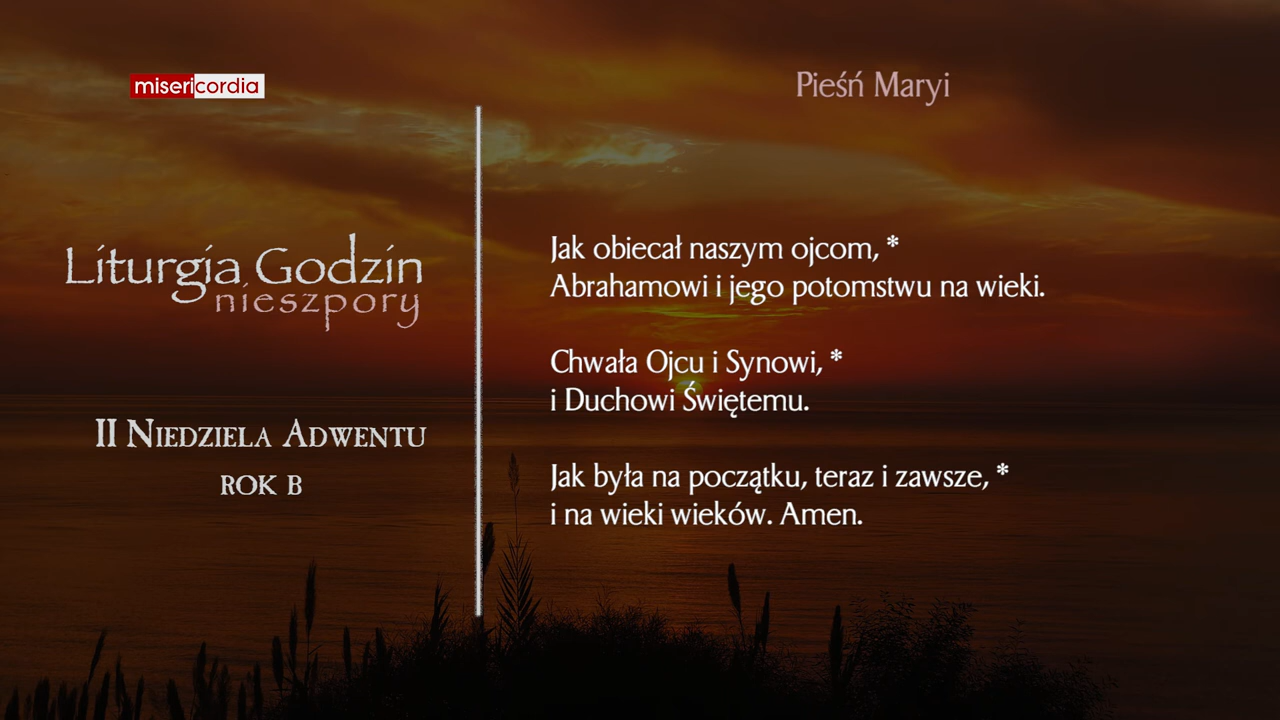 misericordia
Liturgia Godzin
nieszpory
II Niedziela Adwentu
ROK B
Pieśń Maryi
Jak obiecał naszym ojcom, *
Abrahamowi i jego potomstwu na wieki.
Chwała Ojcu i Synowi, *
i Duchowi Świętemu.
Jak była na początku, teraz i zawsze, *
i na wieki wieków. Amen.